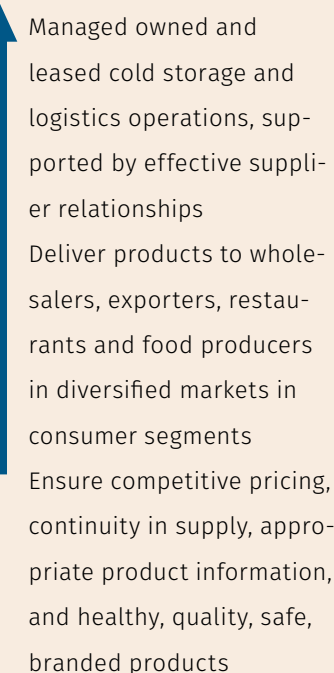 Managed owned and
leased cold storage and
logistics operations, sup-
ported by effective suppli-
er relationships
Deliver products to whole-
salers, exporters, restau-
rants and food producers
in diversified markets in
consumer segments
Ensure competitive pricing,
continuity in supply, appro-
priate product information,
and healthy, quality, safe,
branded products